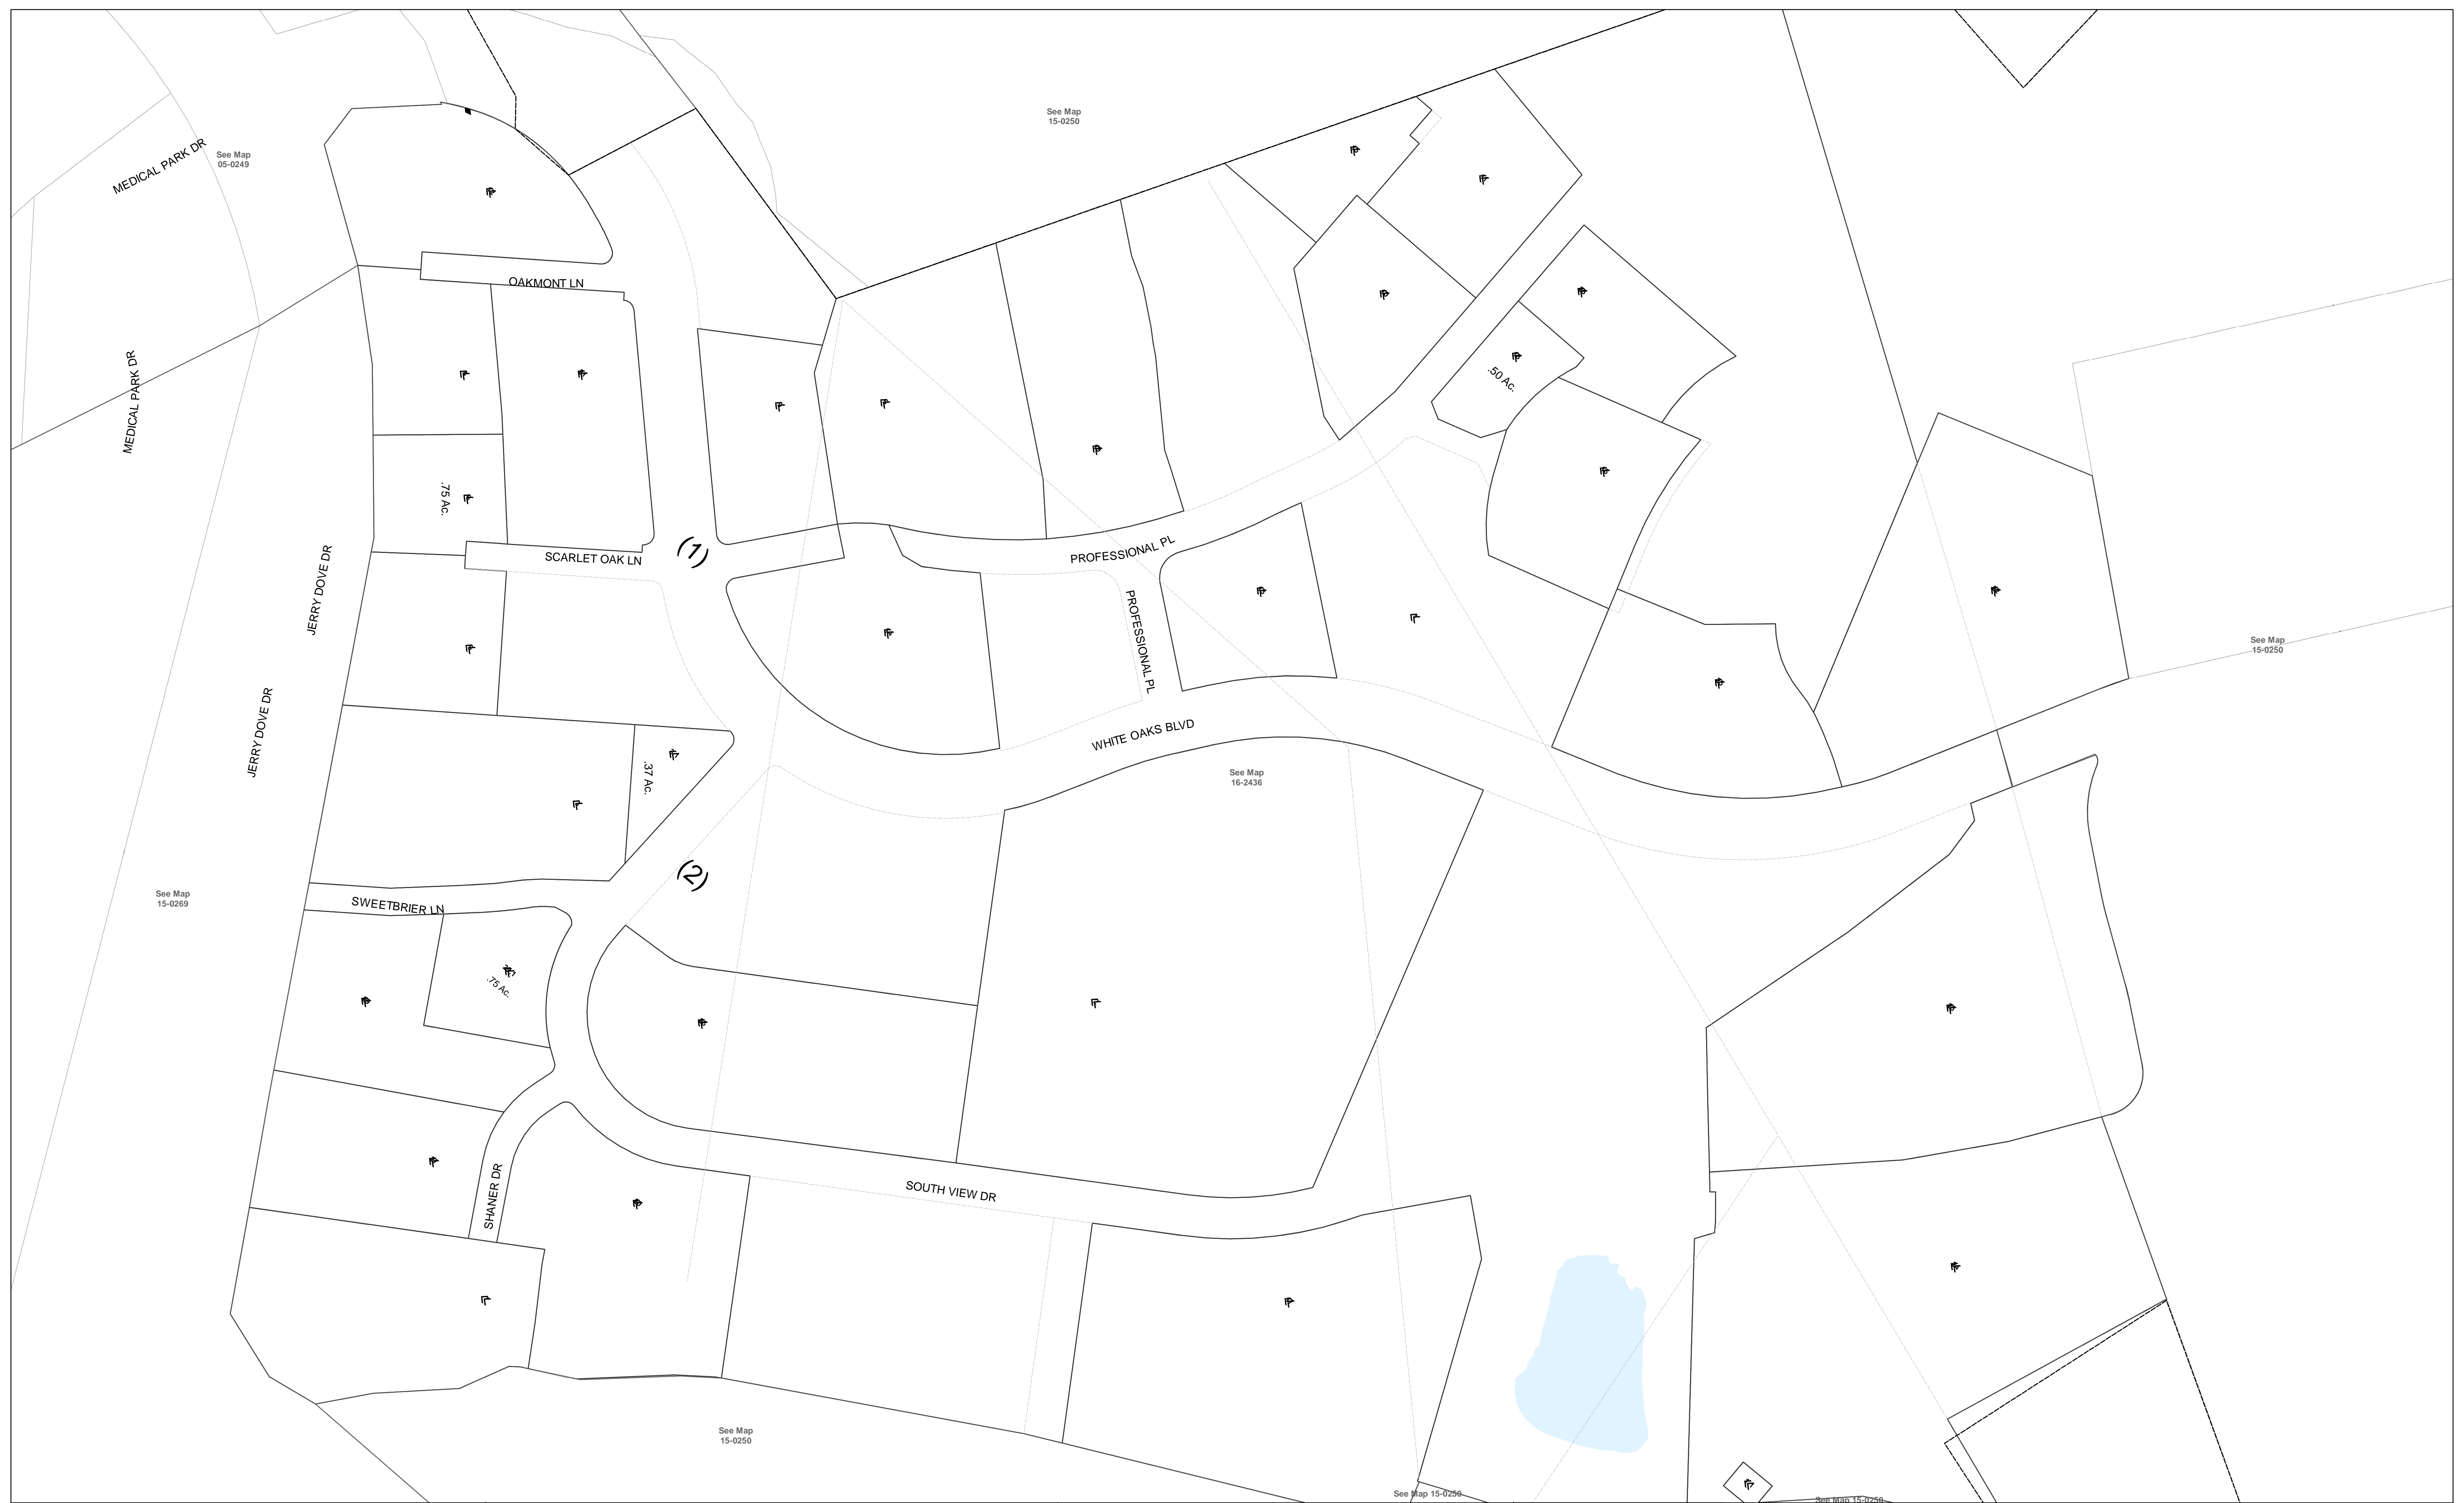 See Map
15-0250
MEDICAL PARK DR
See Map
05-0249
OAKMONT LN
MEDICAL PARK DR
.50 Ac.
.75 Ac.
(1)
SCARLET OAK LN
PROFESSIONAL PL
JERRY DOVE DR
PROFESSIONAL PL
See Map
15-0250
JERRY DOVE DR
WHITE OAKS BLVD
.37 Ac.
See Map
16-2436
(2)
See Map
15-0269
SWEETBRIER LN
.75 Ac.
SHANER DR
SOUTH VIEW DR
See Map
15-0250
See Map 15-0250
See Map 15-0250